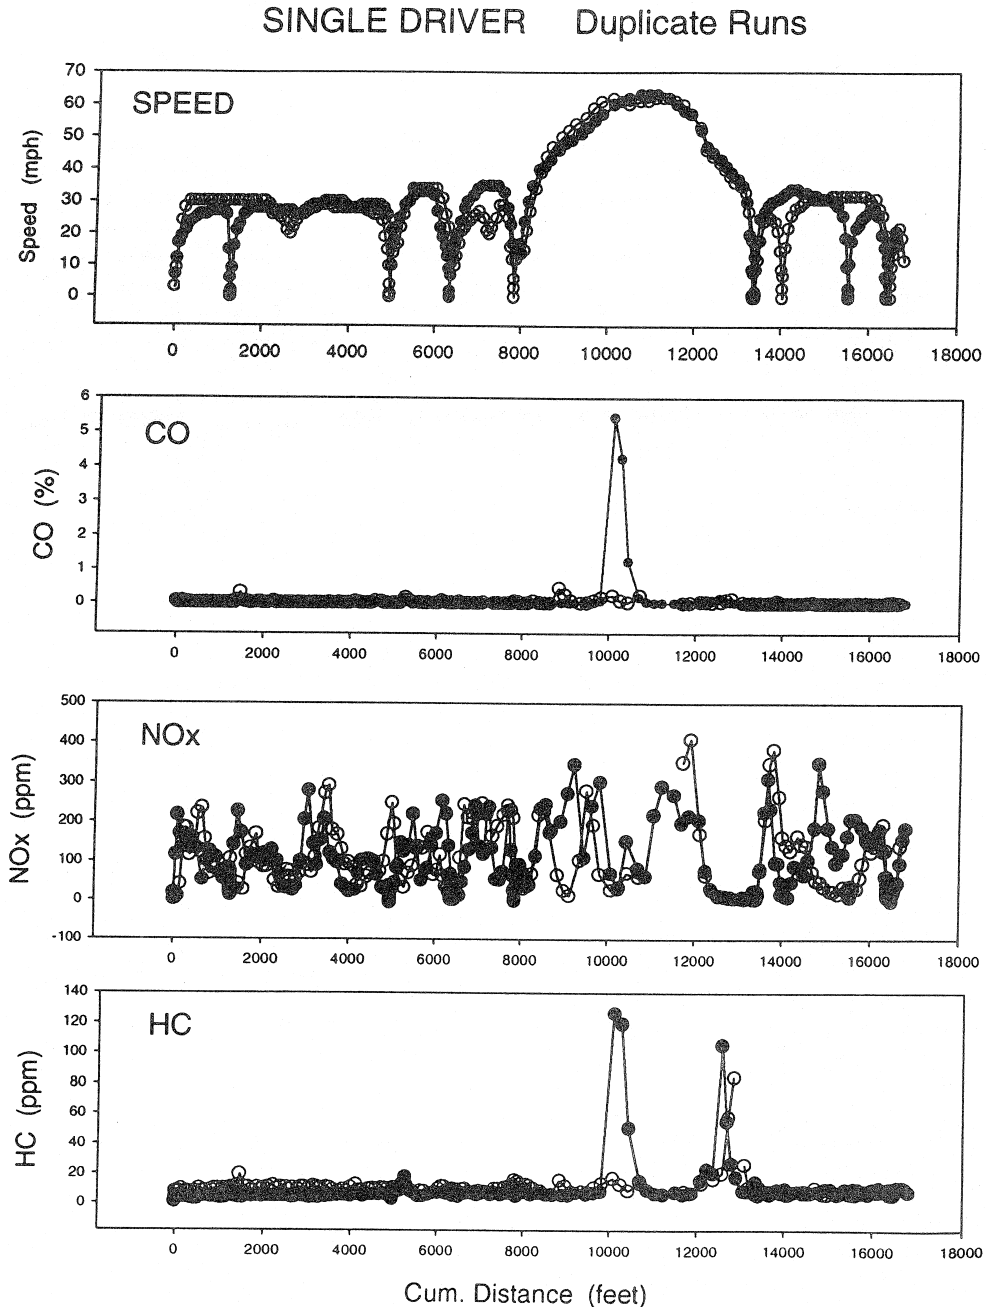 SINGLE DRIVER Duplicate Runs
70
60
50
40
30
20
10
0
Speed (mph)
SPEED
0 2000 4000 6000 8000 10000 12000 14000 16000 18000
6
5
4
3
2
1
0
CO (%)
CO
0 2000 4000 6000 8000 10000 12000 14000 16000 18000
500
400
300
200
100
0
-100
NOx (ppm)
NOx
0 2000 4000 6000 8000 10000 12000 14000 16000 18000
140
120
100
80
60
40
20
0
HC (ppm)
HC
0 2000 4000 6000 8000 10000 12000 14000 16000 18000
Cum. Distance (feet)